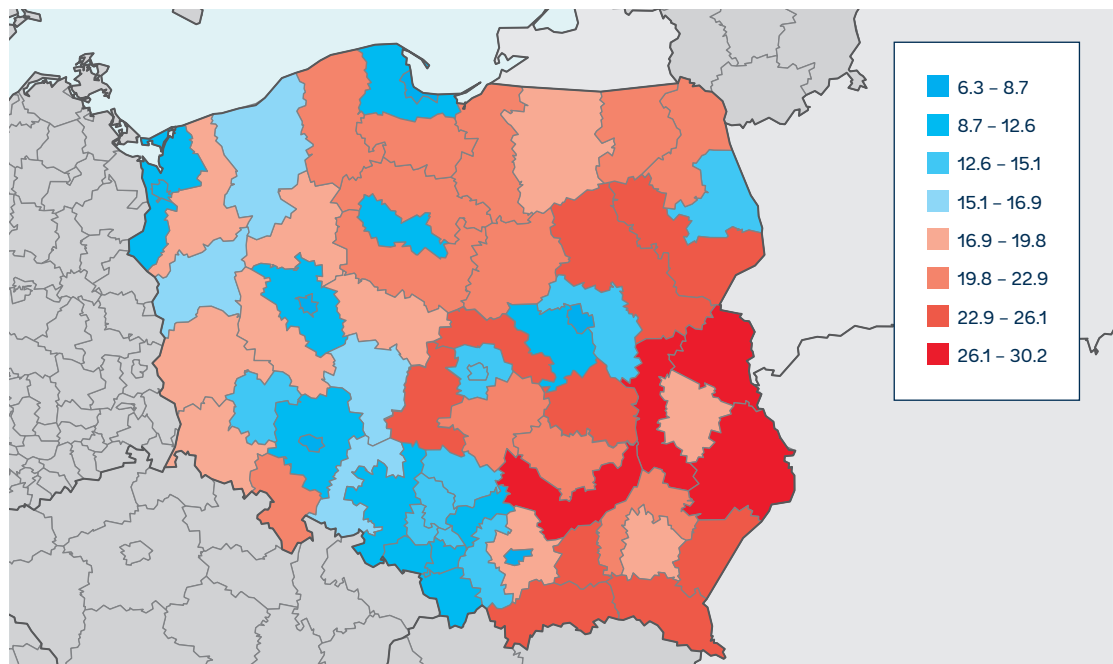 6.3 – 8.7
8.7 – 12.6
12.6 – 15.1
15.1 – 16.9
16.9 – 19.8
19.8 – 22.9
22.9 – 26.1
26.1 – 30.2